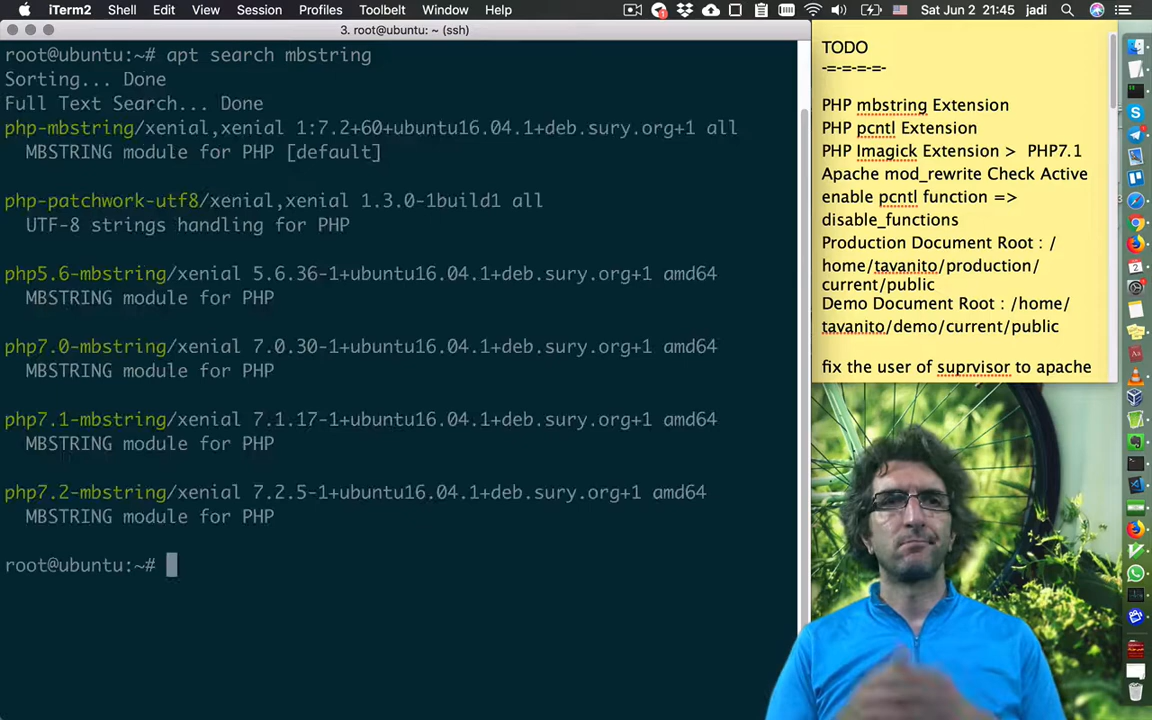 iTerm2 Shell Edit View Session Profiles Toolbelt Window Help Sat Jun 2 21:45 jadi
3. root@ubuntu: ~ (ssh)
root@ubuntu:~# apt search mbstring
Sorting... Done
Full Text Search... Done
php-mbstring/xenial,xenial 1:7.2+60+ubuntu16.04.1+deb.sury.org+1 all
MBSTRING module for PHP [default]
php-patchwork-utf8/xenial,xenial 1.3.0-1build1 all
UTF-8 strings handling for PHP
php5.6-mbstring/xenial 5.6.36-1+ubuntu16.04.1+deb.sury.org+1 amd64
MBSTRING module for PHP
php7.0-mbstring/xenial 7.0.30-1+ubuntu16.04.1+deb.sury.org+1 amd64
MBSTRING module for PHP
php7.1-mbstring/xenial 7.1.17-1+ubuntu16.04.1+deb.sury.org+1 amd64
MBSTRING module for PHP
php7.2-mbstring/xenial 7.2.5-1+ubuntu16.04.1+deb.sury.org+1 amd64
MBSTRING module for PHP
root@ubuntu:~#
TODO
-=-=-=-=-
PHP mbstring Extension
PHP pcntl Extension
PHP Imagick Extension > PHP7.1
Apache mod_rewrite Check Active
enable pcntl function =>
disable_functions
Production Document Root : /
home/tavanito/production/
current/public
Demo Document Root : /home/
tavanito/demo/current/public
fix the user of suprvisor to apache